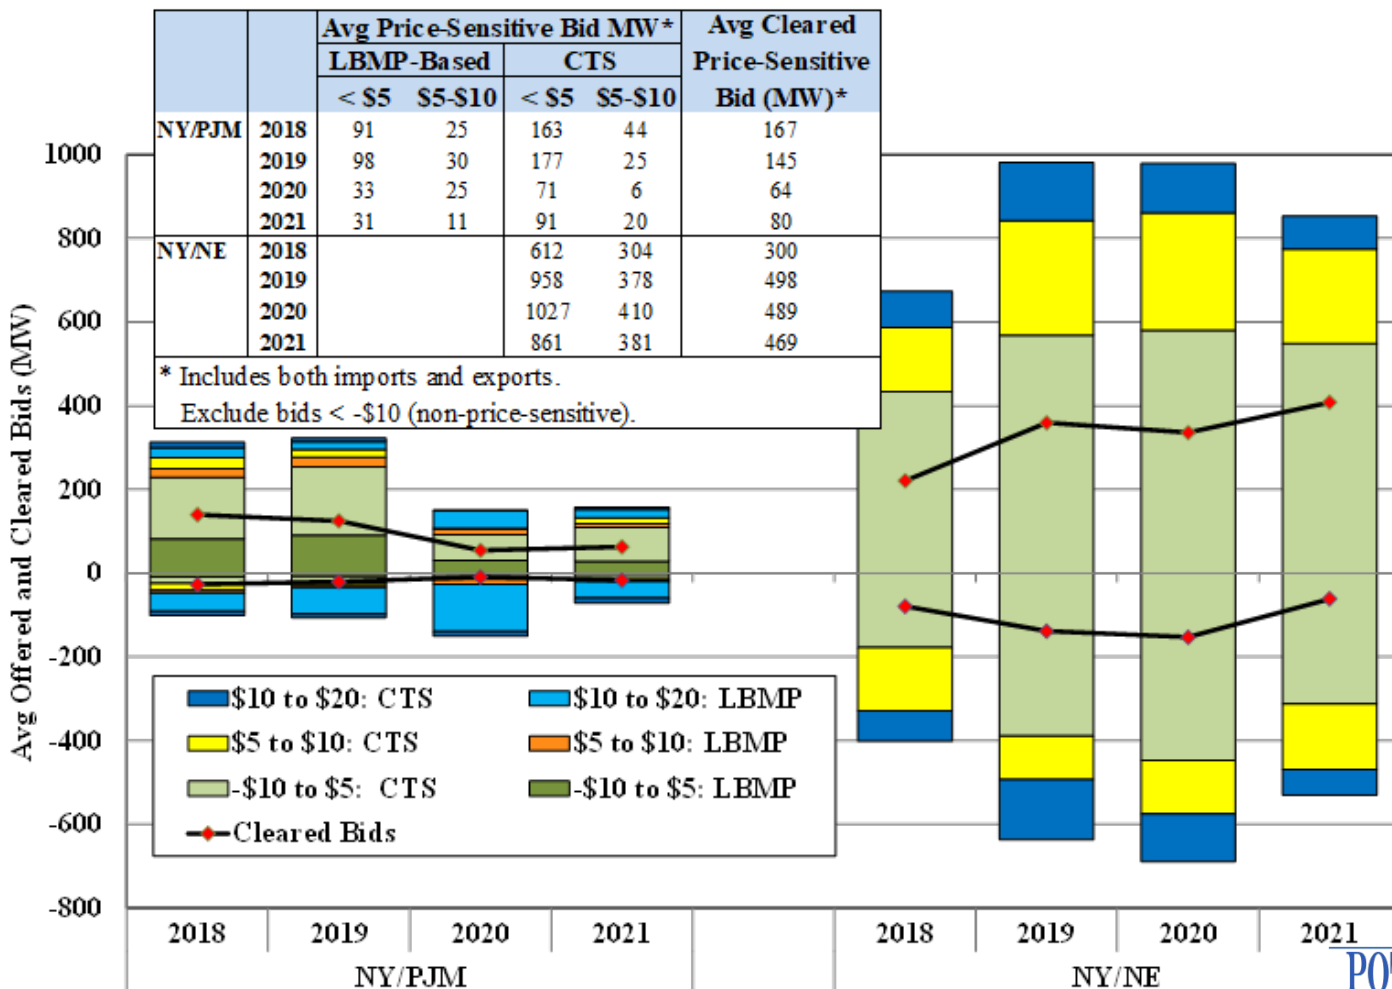 Avg Price-Sensitive Bid MW* Avg Cleared
LBMP-Based CTS Price-Sensitive
< $5 $5-$10 < $5 $5-$10 Bid (MW)*
NY/PJM 2018 91 25 163 44 167
2019 98 30 177 25 145
2020 33 25 71 6 64
2021 31 11 91 20 80
NY/NE 2018 612 304 300
2019 958 378 498
2020 1027 410 489
2021 861 381 469
* Includes both imports and exports.
Exclude bids < -$10 (non-price-sensitive).
Avg Offered and Cleared Bids (MW)
1000
800
600
400
200
0
-200
-400
-600
-800
$10 to $20: CTS $10 to $20: LBMP
$5 to $10: CTS $5 to $10: LBMP
-$10 to $5: CTS -$10 to $5: LBMP
Cleared Bids
2018 2019 2020 2021 2018 2019 2020 2021
NY/PJM NY/NE